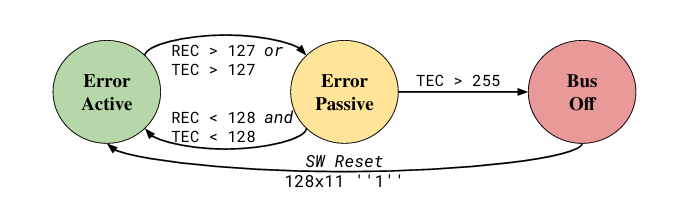 Error
Active
REC > 127 or
TEC > 127
REC < 128 and
TEC < 128
Error
Passive
TEC > 255
Bus
Off
SW Reset
128x11 ''1''